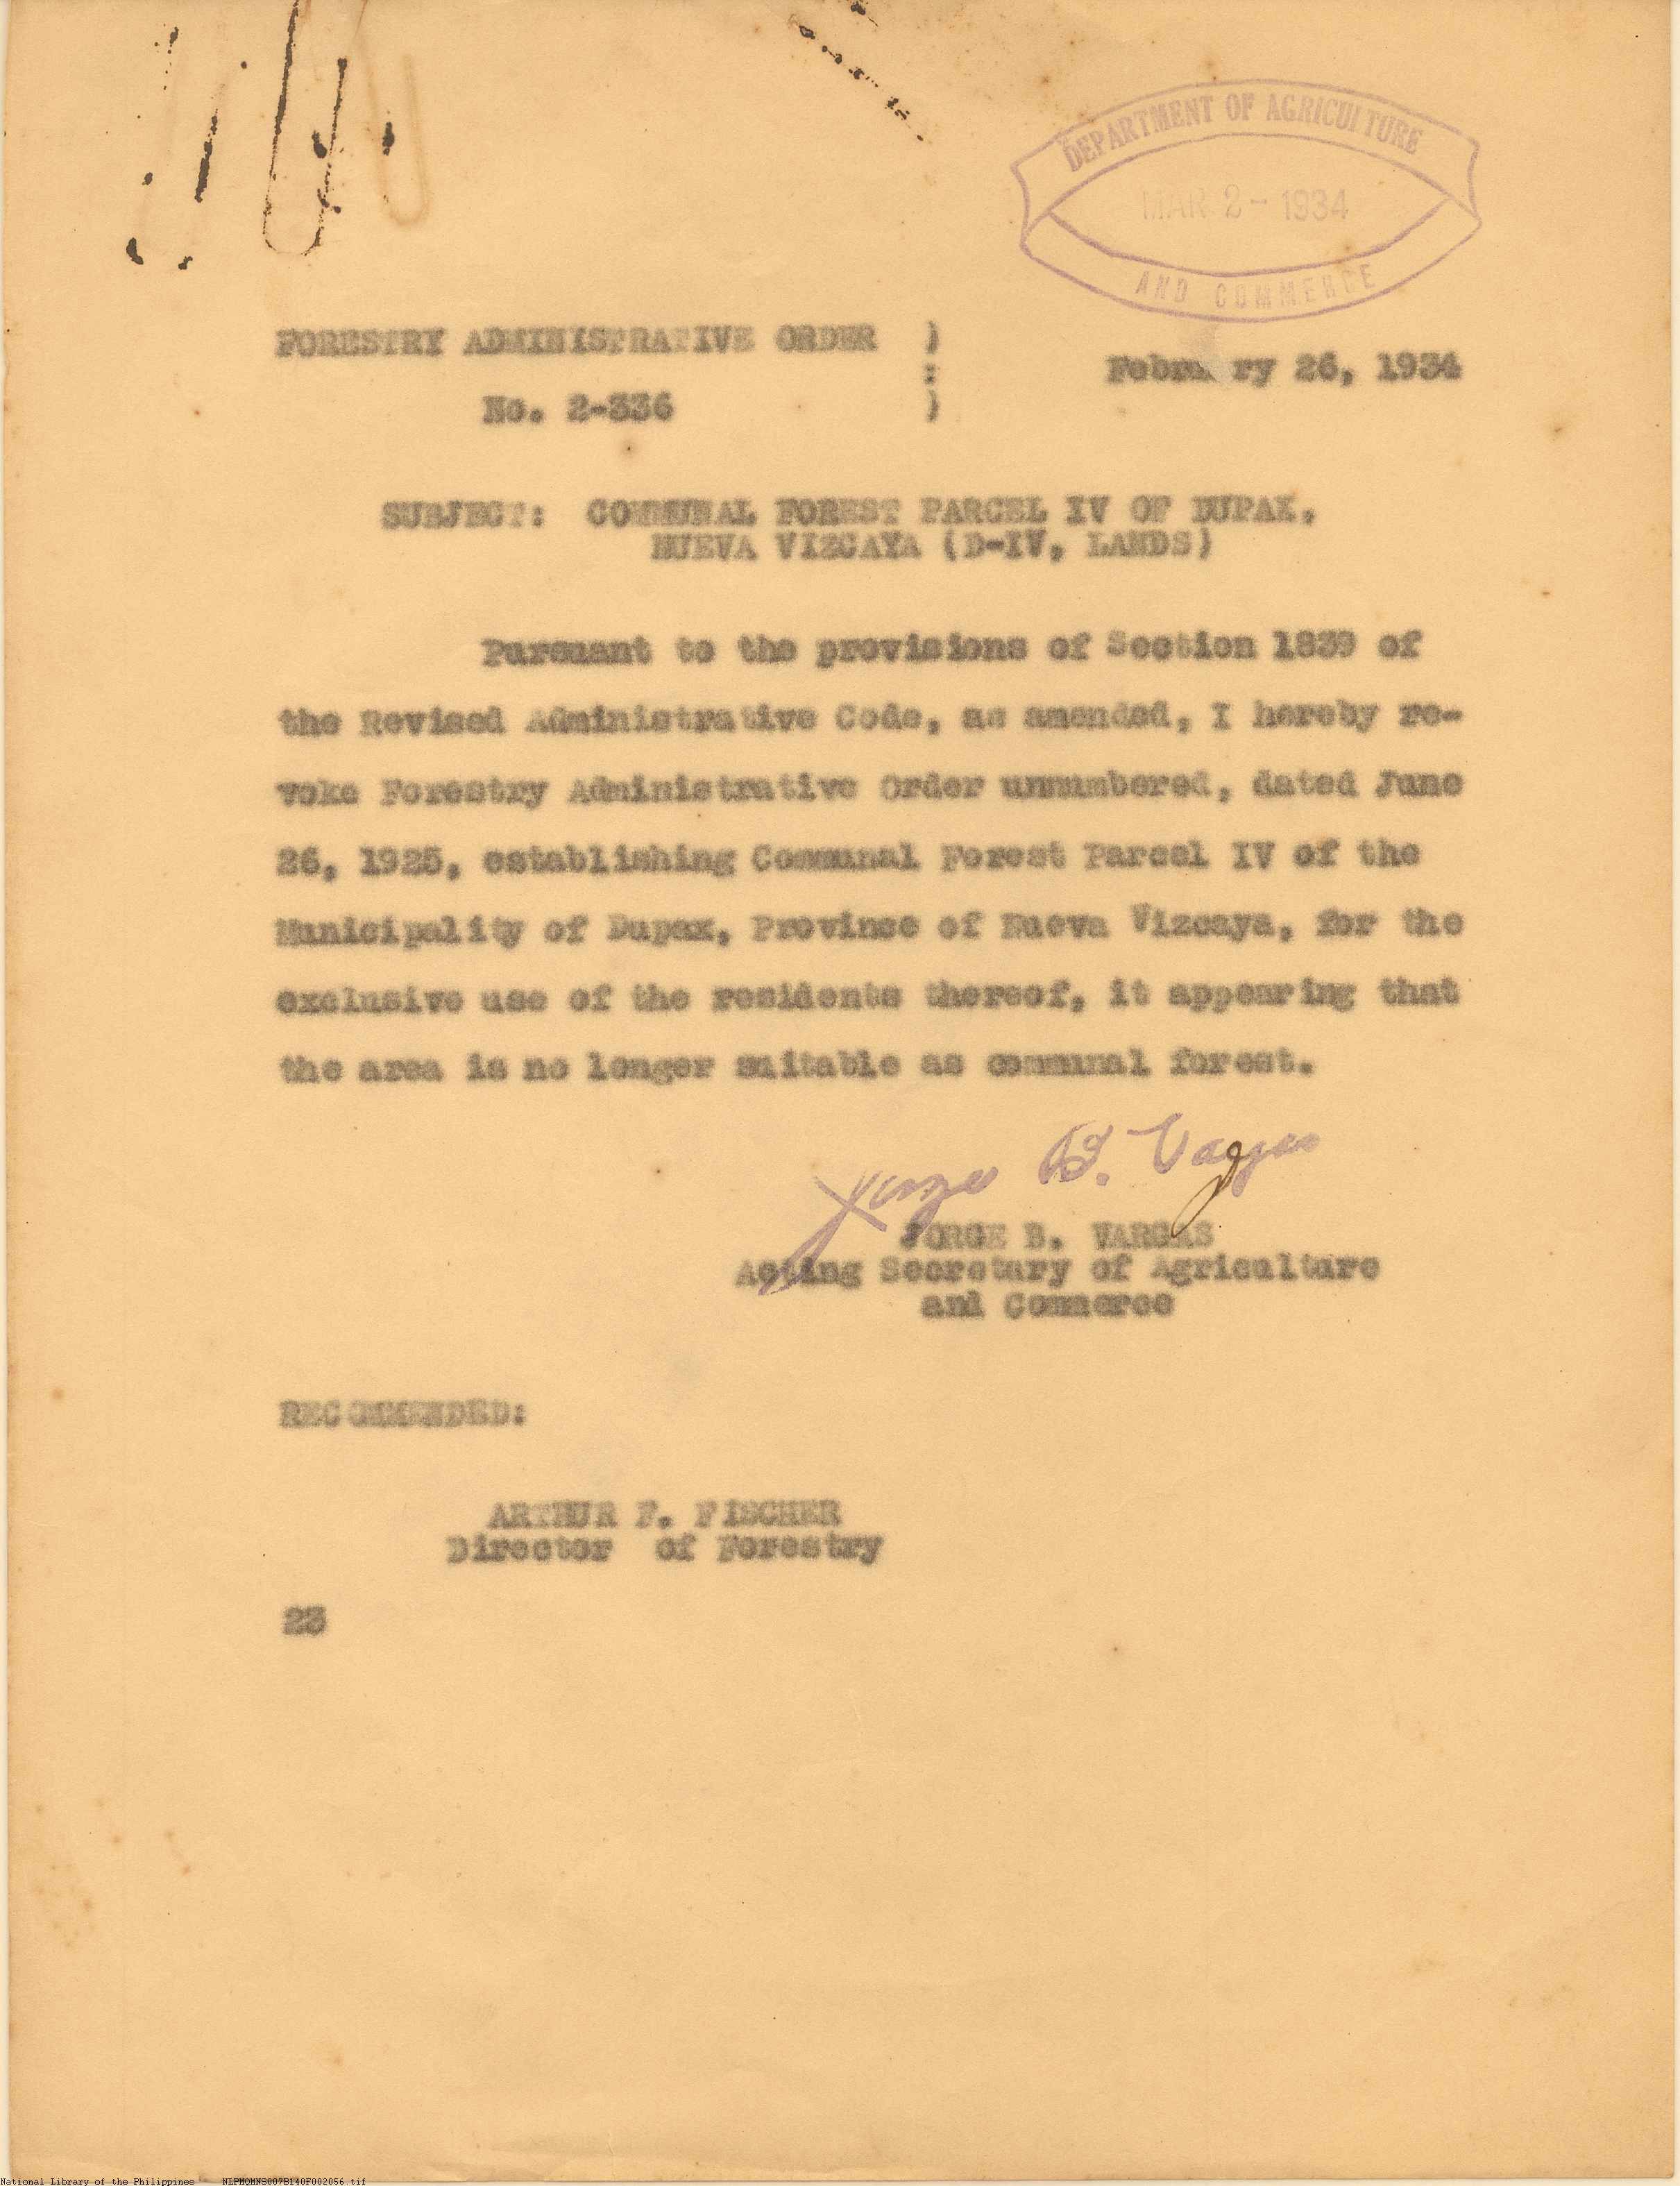 DEPARTMENT OF AGRICULTURE
MAR 2 - 1934
AND COMMERCE
FORESTRY ADMINISTRATIVE ORDER )
: February 26, 1934
No. 2-336 )
SUBJECT: COMMUNAL FOREST PARCEL IV OF DUPAX,
NUEVA VIZCAYA (D-IV, LANDS)
Pursuant to the provisions of Section 1839 of
the Revised Administrative Code, as amended, I hereby re-
voke Forestry Administrative Order unnumbered, dated June
26, 1925, establishing Communal Forest Parcel IV of the
Municipality of Dupax, Province of Nueva Vizcaya, for the
exclusive use of the residents thereof, it appearing that
the area is no longer suitable as communal forest.
Jorge B. Vargas
JORGE B. VARGAS
Acting Secretary of Agriculture
and Commerce
RECOMMENDED:
ARTHUR F. FISCHER
Director of Forestry
23
National Library of the Philippines NLPMQMNS007B140F002056.tif